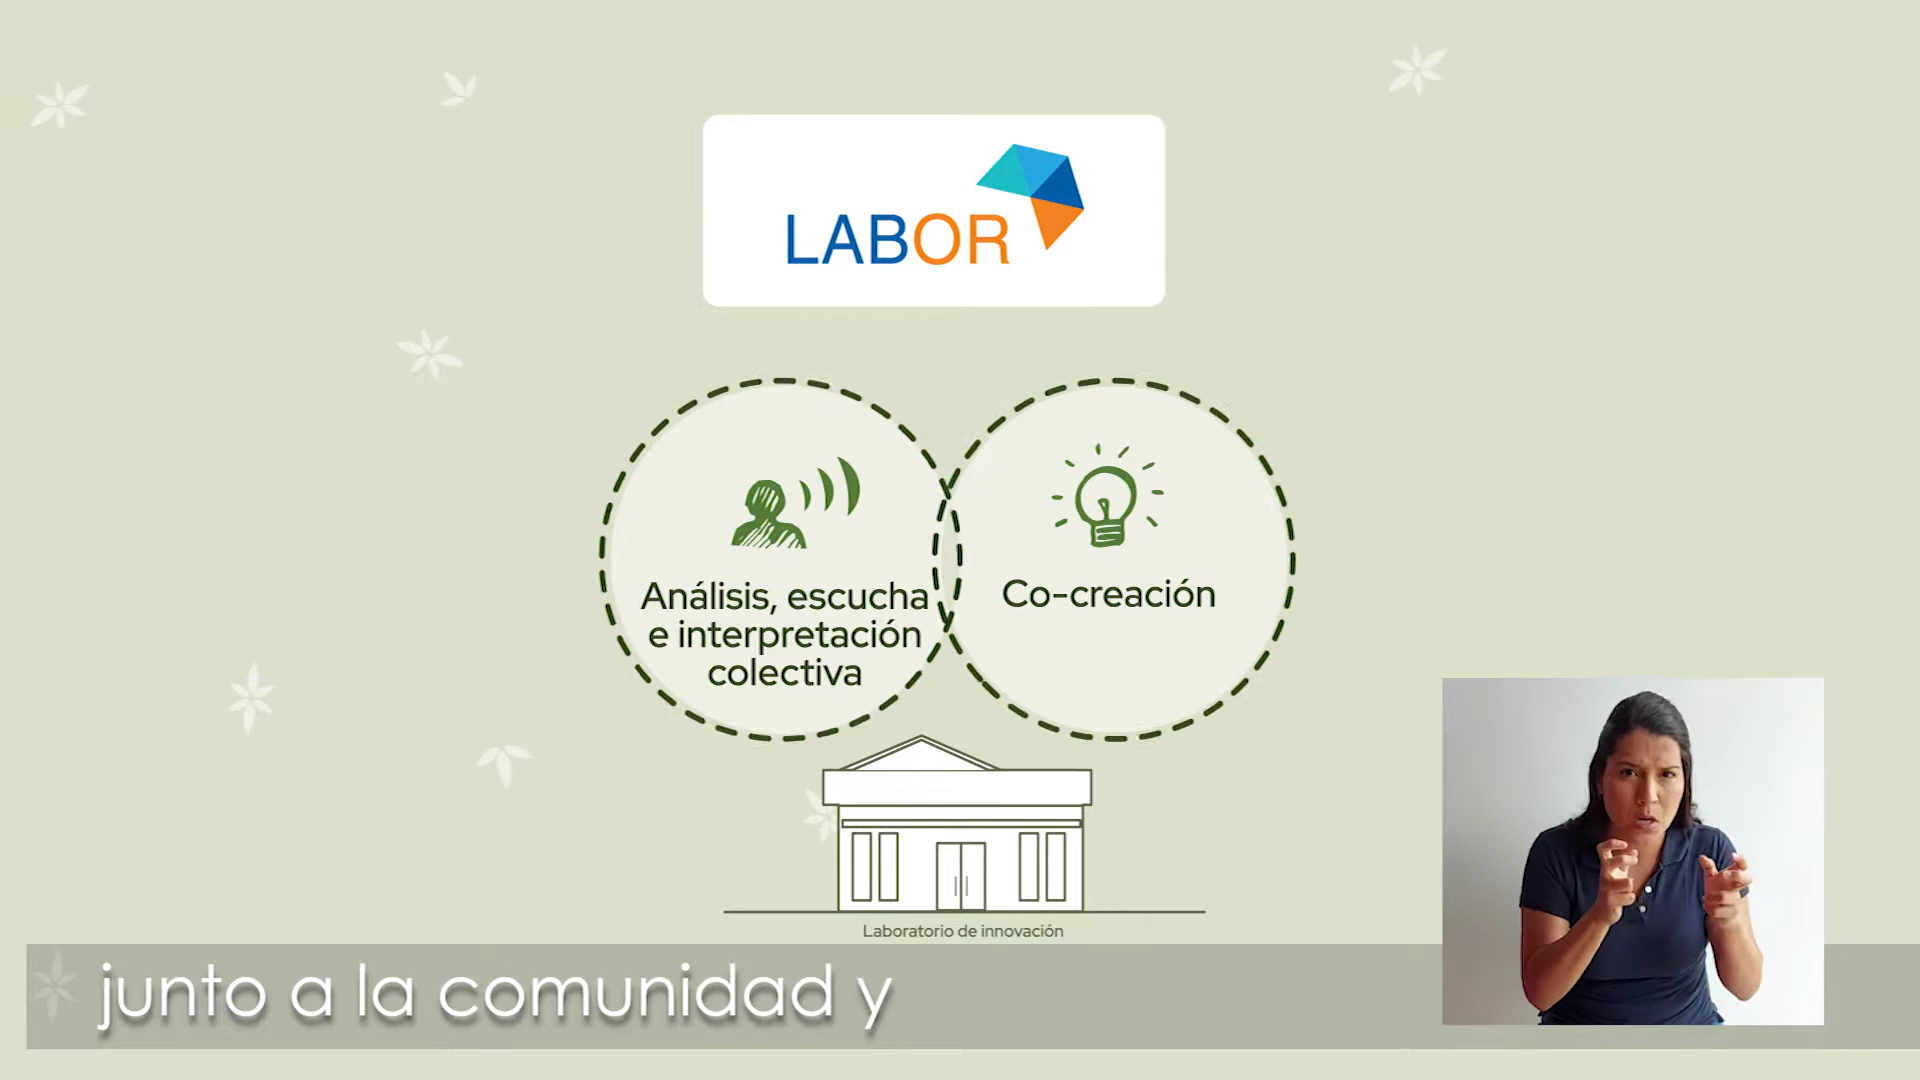 LABOR
Análisis, escucha
e interpretación
colectiva
Co-creación
Laboratorio de innovación
junto a la comunidad y